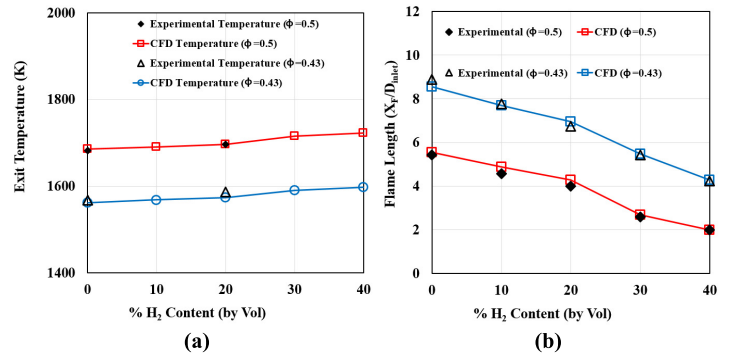 2000
1800
1600
1400
Exit Temperature (K)
Experimental Temperature (ϕ=0.5)
CFD Temperature (ϕ=0.5)
Experimental Temperature (ϕ=0.43)
CFD Temperature (ϕ=0.43)
0 10 20 30 40
% H2 Content (by Vol)
(a)
12
10
8
6
4
2
0
Flame Length (XF/Dinlet)
Experimental (ϕ=0.5) CFD (ϕ=0.5)
Experimental (ϕ=0.43) CFD (ϕ=0.43)
0 10 20 30 40
% H2 Content (by Vol)
(b)